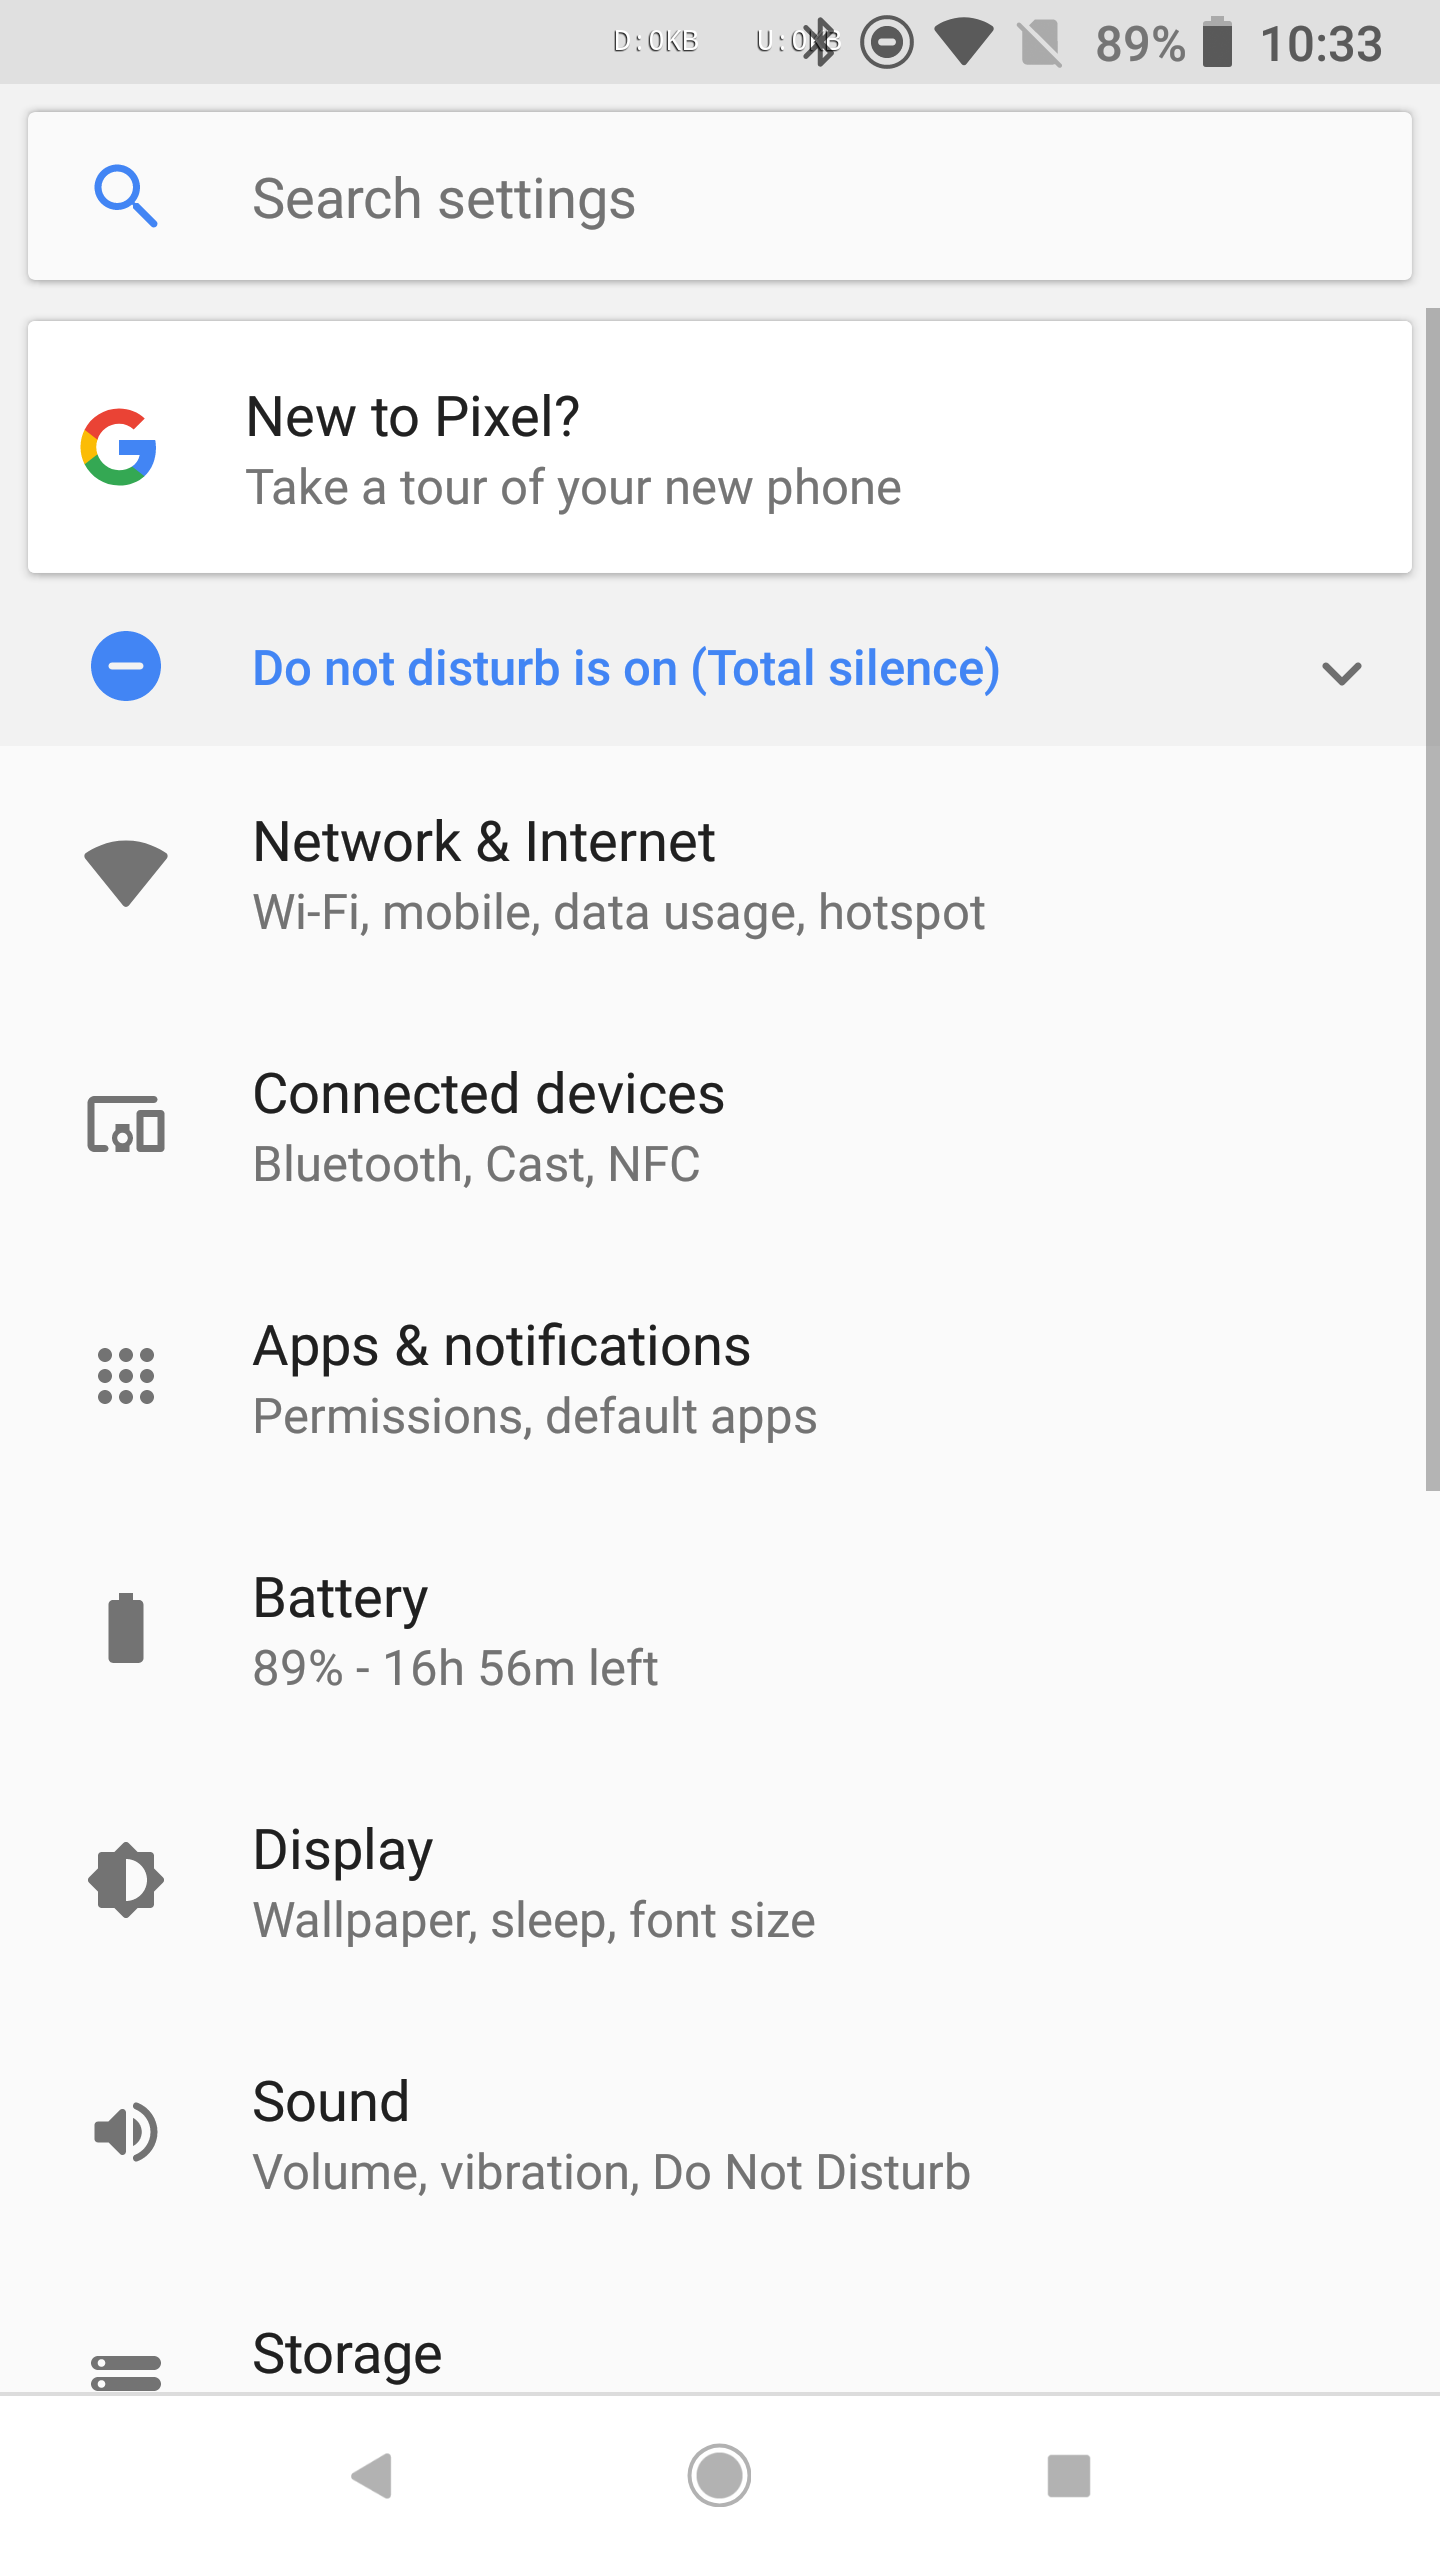 D:0KB U:0KB 89% 10:33
Search settings
New to Pixel?
Take a tour of your new phone
Do not disturb is on (Total silence)
Network & Internet
Wi-Fi, mobile, data usage, hotspot
Connected devices
Bluetooth, Cast, NFC
Apps & notifications
Permissions, default apps
Battery
89% - 16h 56m left
Display
Wallpaper, sleep, font size
Sound
Volume, vibration, Do Not Disturb
Storage